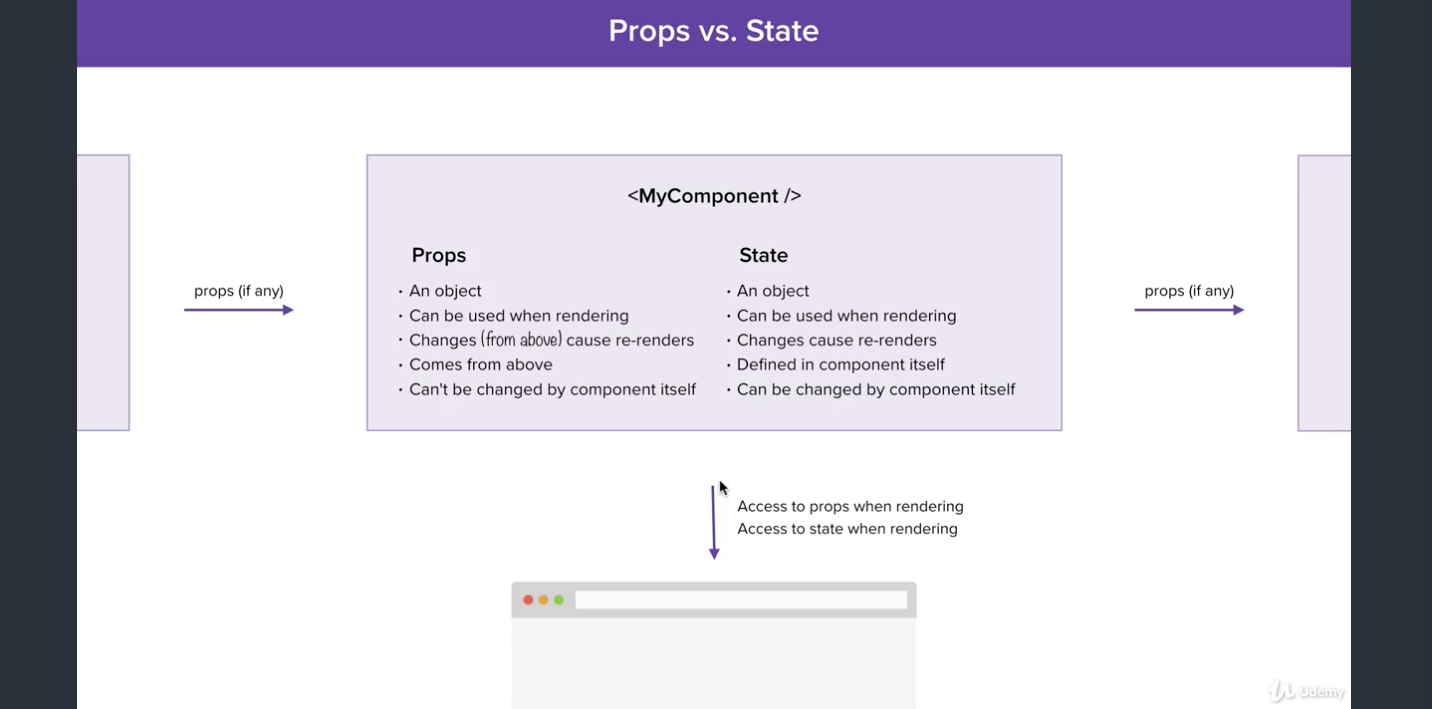 Props vs. State
<MyComponent />
props (if any)
Props
· An object
· Can be used when rendering
· Changes (from above) cause re-renders
· Comes from above
· Can't be changed by component itself
State
· An object
· Can be used when rendering
· Changes cause re-renders
· Defined in component itself
· Can be changed by component itself
props (if any)
Access to props when rendering
Access to state when rendering
Udemy